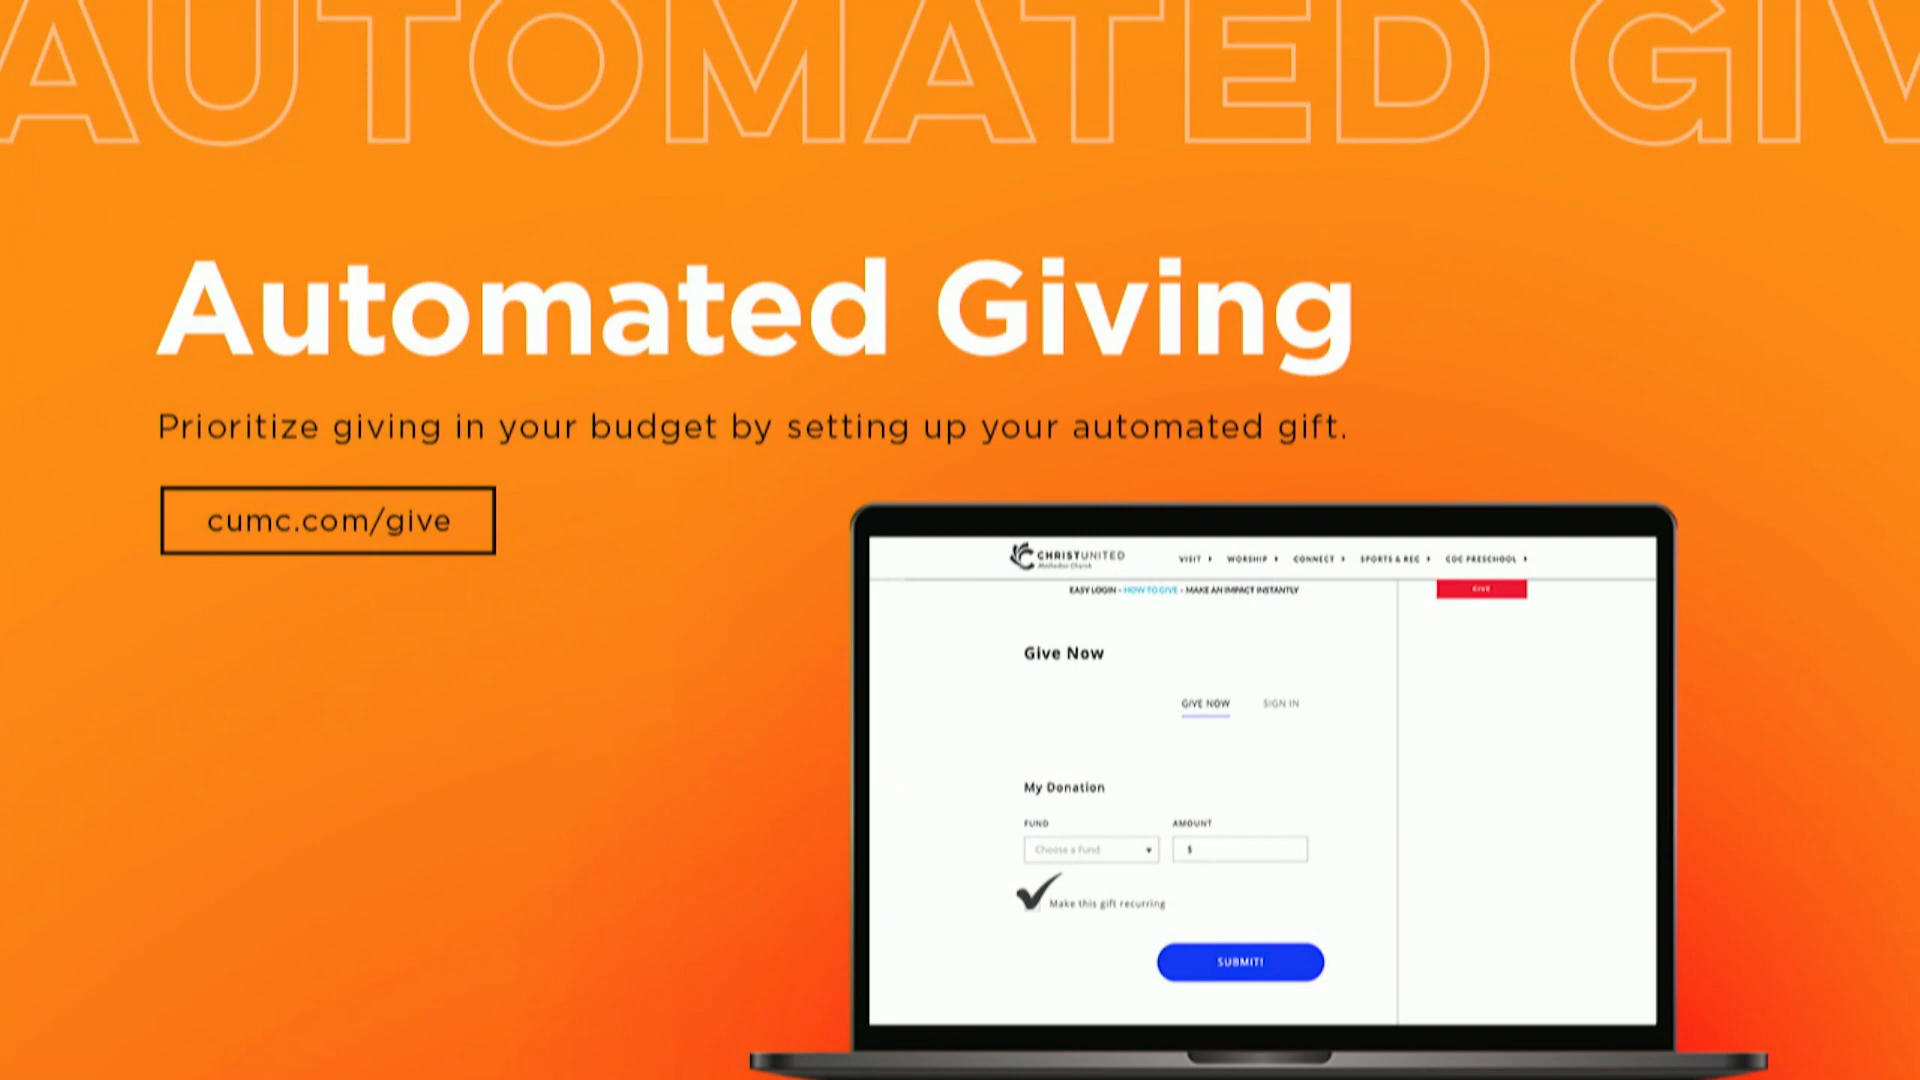 AUTOMATED GIV
Automated Giving
Prioritize giving in your budget by setting up your automated gift.
cumc.com/give
CHRISTUNITED
Methodist Church
VISIT WORSHIP CONNECT SPORTS & REC CDC PRESCHOOL
EASY LOGIN - HOW TO GIVE - MAKE AN IMPACT INSTANTLY
GIVE
Give Now
GIVE NOW SIGN IN
My Donation
FUND AMOUNT
Choose a Fund $
Make this gift recurring
SUBMIT!